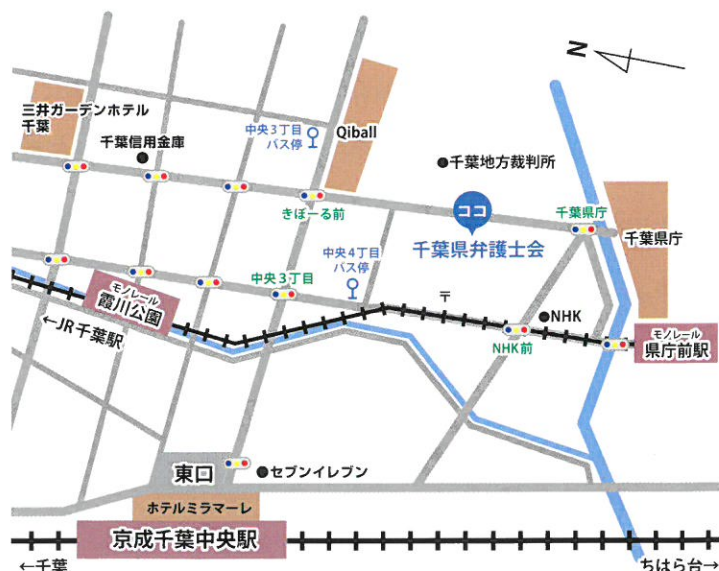 N
三井ガーデンホテル
千葉
千葉信用金庫
中央3丁目
バス停
Qiball
千葉地方裁判所
きぼーる前
ココ
千葉県弁護士会
千葉県庁
千葉県庁
中央3丁目
中央4丁目
バス停
モノレール
霞川公園
←JR千葉駅
〒
NHK
NHK前
モノレール
県庁前駅
東口
セブンイレブン
ホテルミラマーレ
京成千葉中央駅
←千葉
ちはら台→